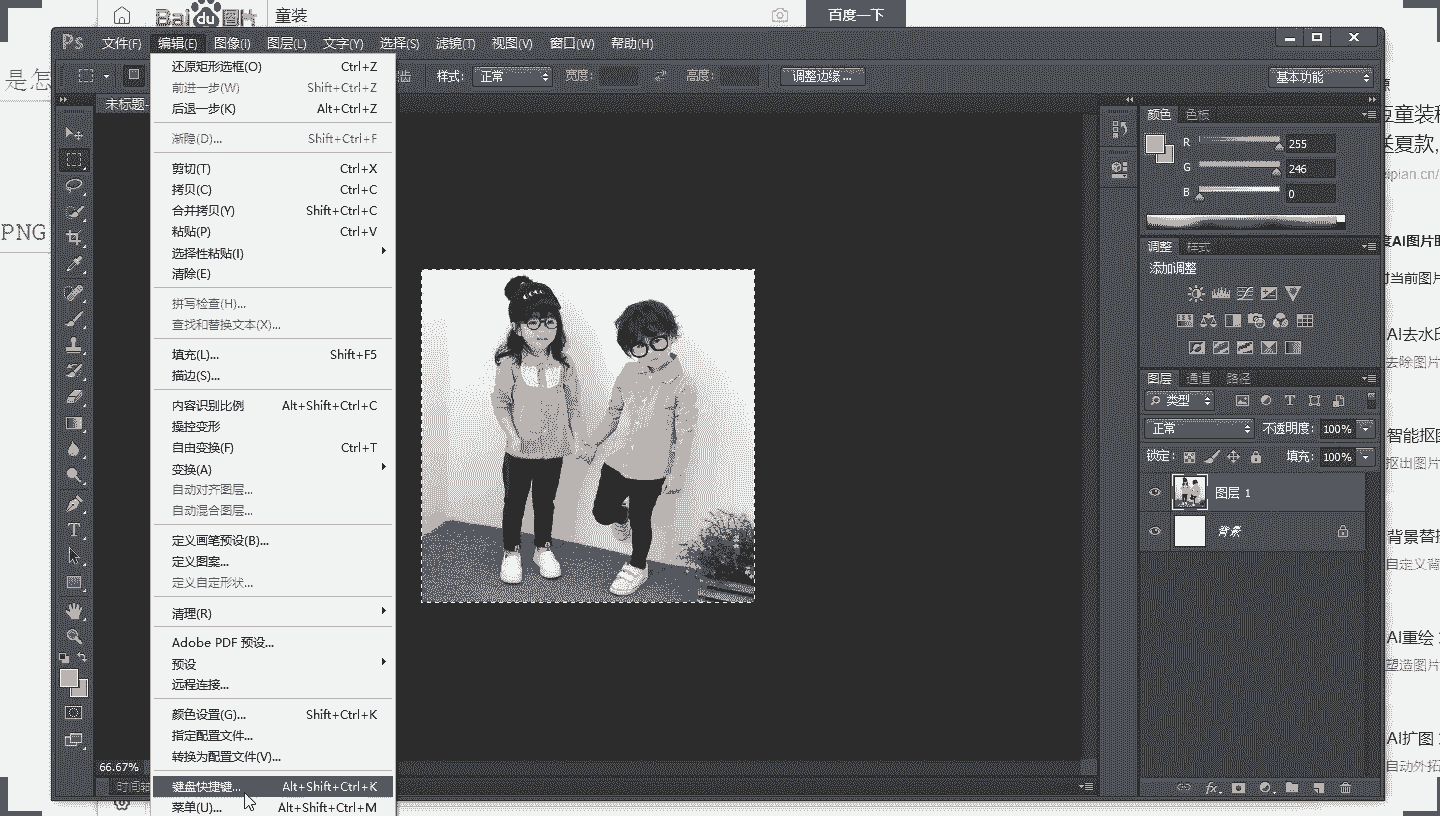 Bai du 图片 童装 百度一下
是怎
PNG
Ps 文件(F) 编辑(E) 图像(I) 图层(L) 文字(Y) 选择(S) 滤镜(T) 视图(V) 窗口(W) 帮助(H)
样式: 正常 宽度: 高度: 调整边缘... 基本功能
未标题-
还原矩形选框(O) Ctrl+Z
前进一步(W) Shift+Ctrl+Z
后退一步(K) Alt+Ctrl+Z
渐隐(D)... Shift+Ctrl+F
剪切(T) Ctrl+X
拷贝(C) Ctrl+C
合并拷贝(Y) Shift+Ctrl+C
粘贴(P) Ctrl+V
选择性粘贴(I)
清除(E)
拼写检查(H)...
查找和替换文本(X)...
填充(L)... Shift+F5
描边(S)...
内容识别比例 Alt+Shift+Ctrl+C
操控变形
自由变换(F) Ctrl+T
变换(A)
自动对齐图层...
自动混合图层...
定义画笔预设(B)...
定义图案...
定义自定形状...
清理(R)
Adobe PDF 预设...
预设
远程连接...
颜色设置(G)... Shift+Ctrl+K
指定配置文件...
转换为配置文件(V)...
键盘快捷键... Alt+Shift+Ctrl+K
菜单(U)... Alt+Shift+Ctrl+M
66.67%
时间轴
颜色 色板
R 255
G 246
B 0
调整 样式
添加调整
图层 通道 路径
类型
正常 不透明度: 100%
锁定: 填充: 100%
图层 1
背景
fx
童装
夏款,
ipian.cn/
AI图片
当前图片
AI去水印
去除图片
智能抠图
抠出图片
背景替换
自定义背
AI重绘
塑造图片
AI扩图
自动外拓